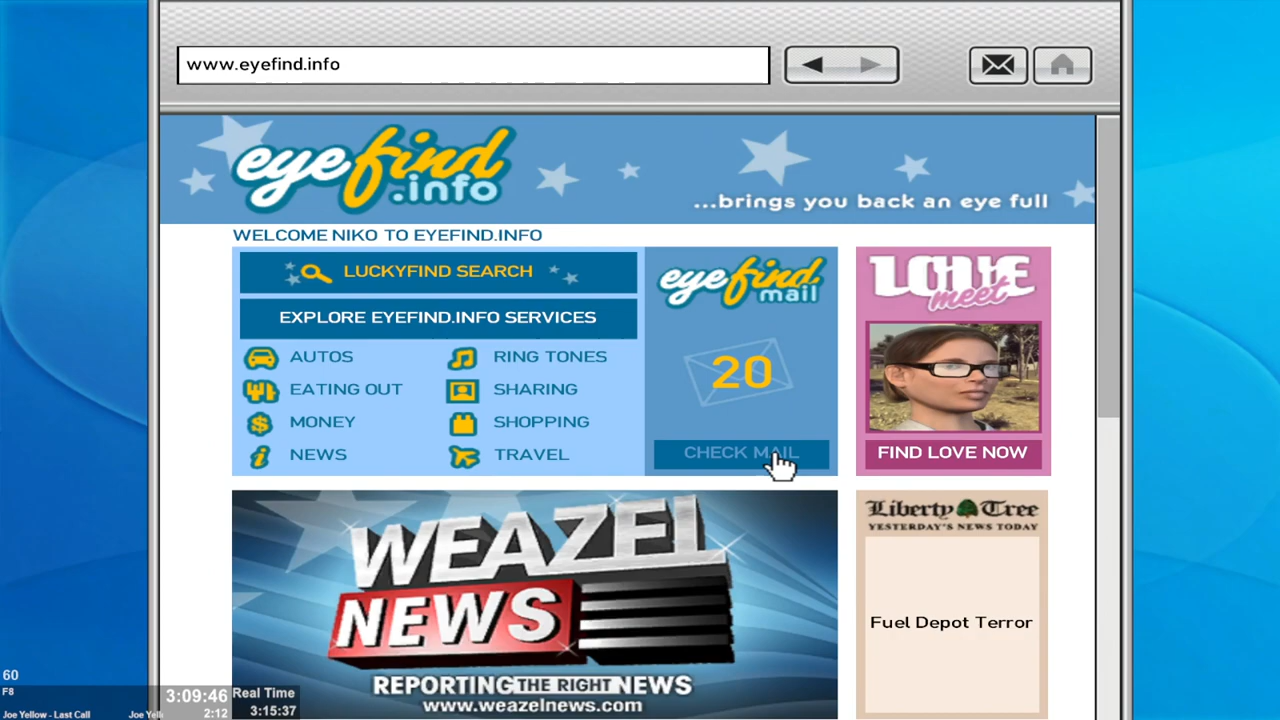 www.eyefind.info
eyefind
.info
...brings you back an eye full
WELCOME NIKO TO EYEFIND.INFO
LUCKYFIND SEARCH
EXPLORE EYEFIND.INFO SERVICES
AUTOS
RING TONES
EATING OUT
SHARING
MONEY
SHOPPING
NEWS
TRAVEL
eyefind
mail
20
CHECK MAIL
LOVE
meet
FIND LOVE NOW
WEAZEL
NEWS
REPORTING THE RIGHT NEWS
www.weazelnews.com
Liberty Tree
YESTERDAY'S NEWS TODAY
Fuel Depot Terror
60
F8
Joe Yellow - Last Call
Joe Yell
3:09:46
2:12
Real Time
3:15:37